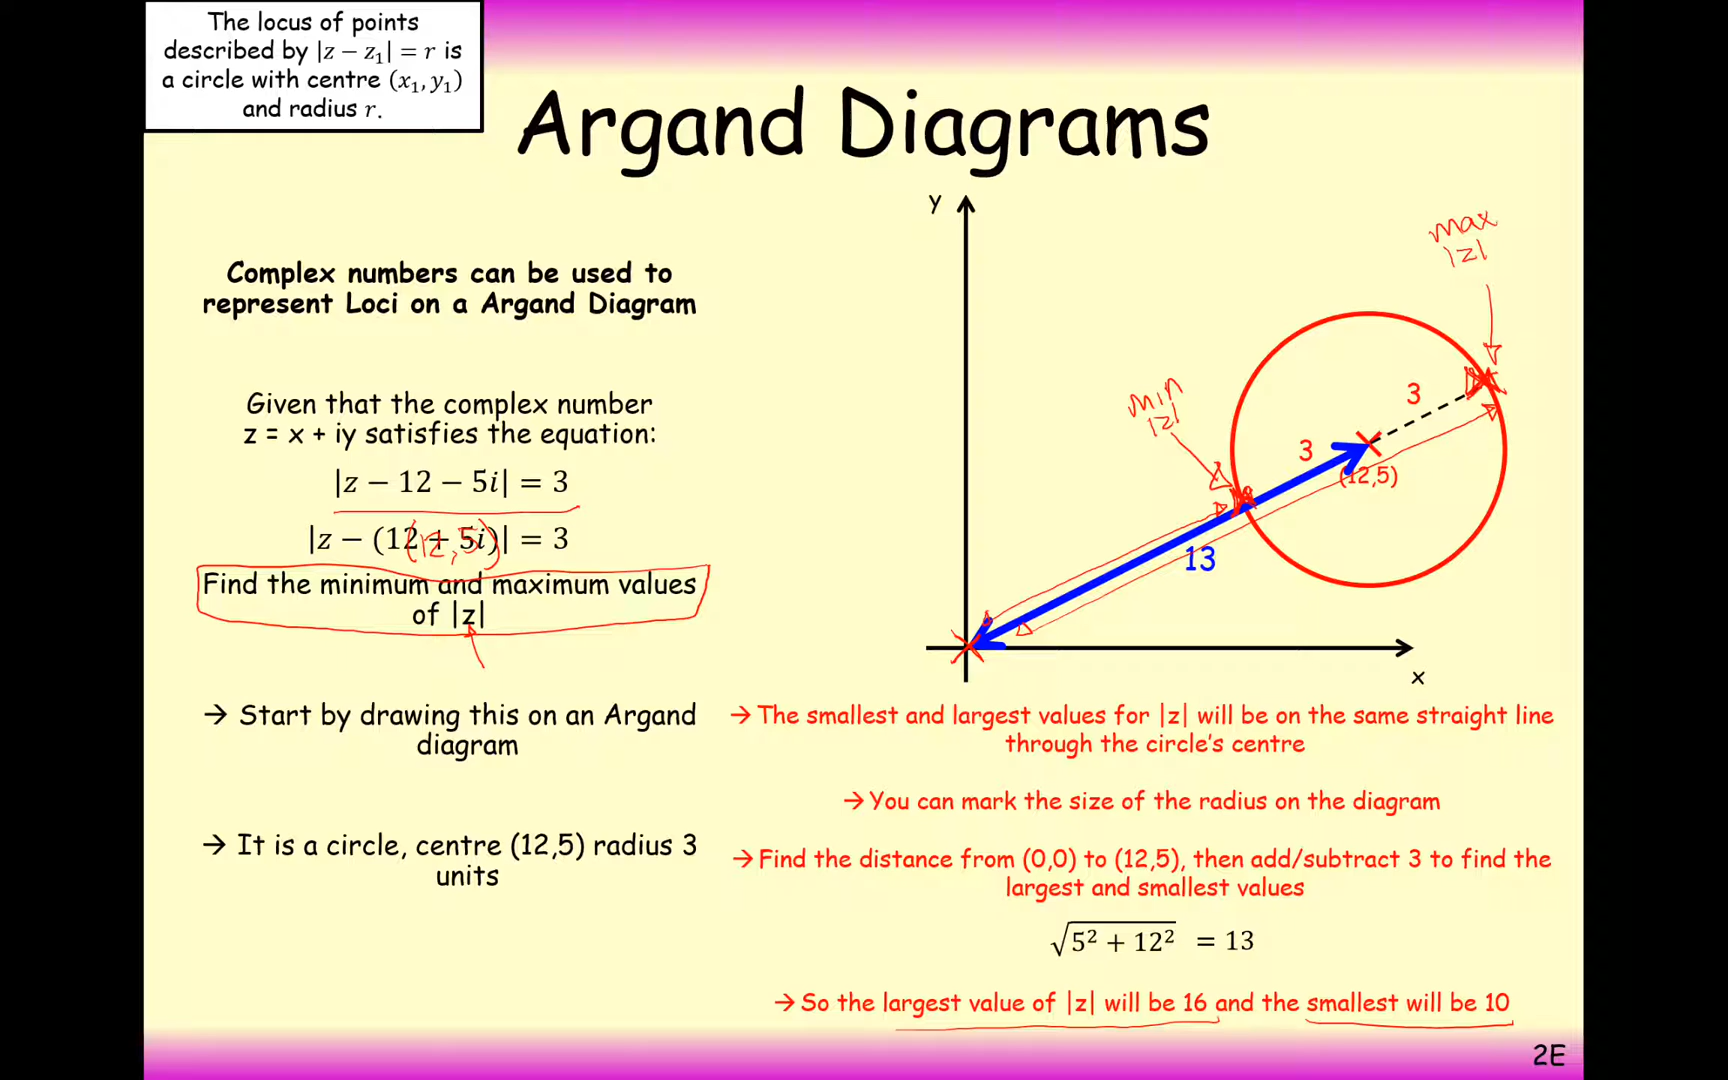 The locus of points
described by |z − z₁| = r is
a circle with centre (x₁, y₁)
and radius r.
Argand Diagrams
Complex numbers can be used to
represent Loci on a Argand Diagram
Given that the complex number
z = x + iy satisfies the equation:
|z − 12 − 5i| = 3
|z − (12 + 5i)| = 3
(12,5)
Find the minimum and maximum values
of |z|
→ Start by drawing this on an Argand
diagram
→ It is a circle, centre (12,5) radius 3
units
y
max
|z|
min
|z|
3
3
(12,5)
13
x
→ The smallest and largest values for |z| will be on the same straight line
through the circle's centre
→ You can mark the size of the radius on the diagram
→ Find the distance from (0,0) to (12,5), then add/subtract 3 to find the
largest and smallest values
√5² + 12² = 13
→ So the largest value of |z| will be 16 and the smallest will be 10
2E